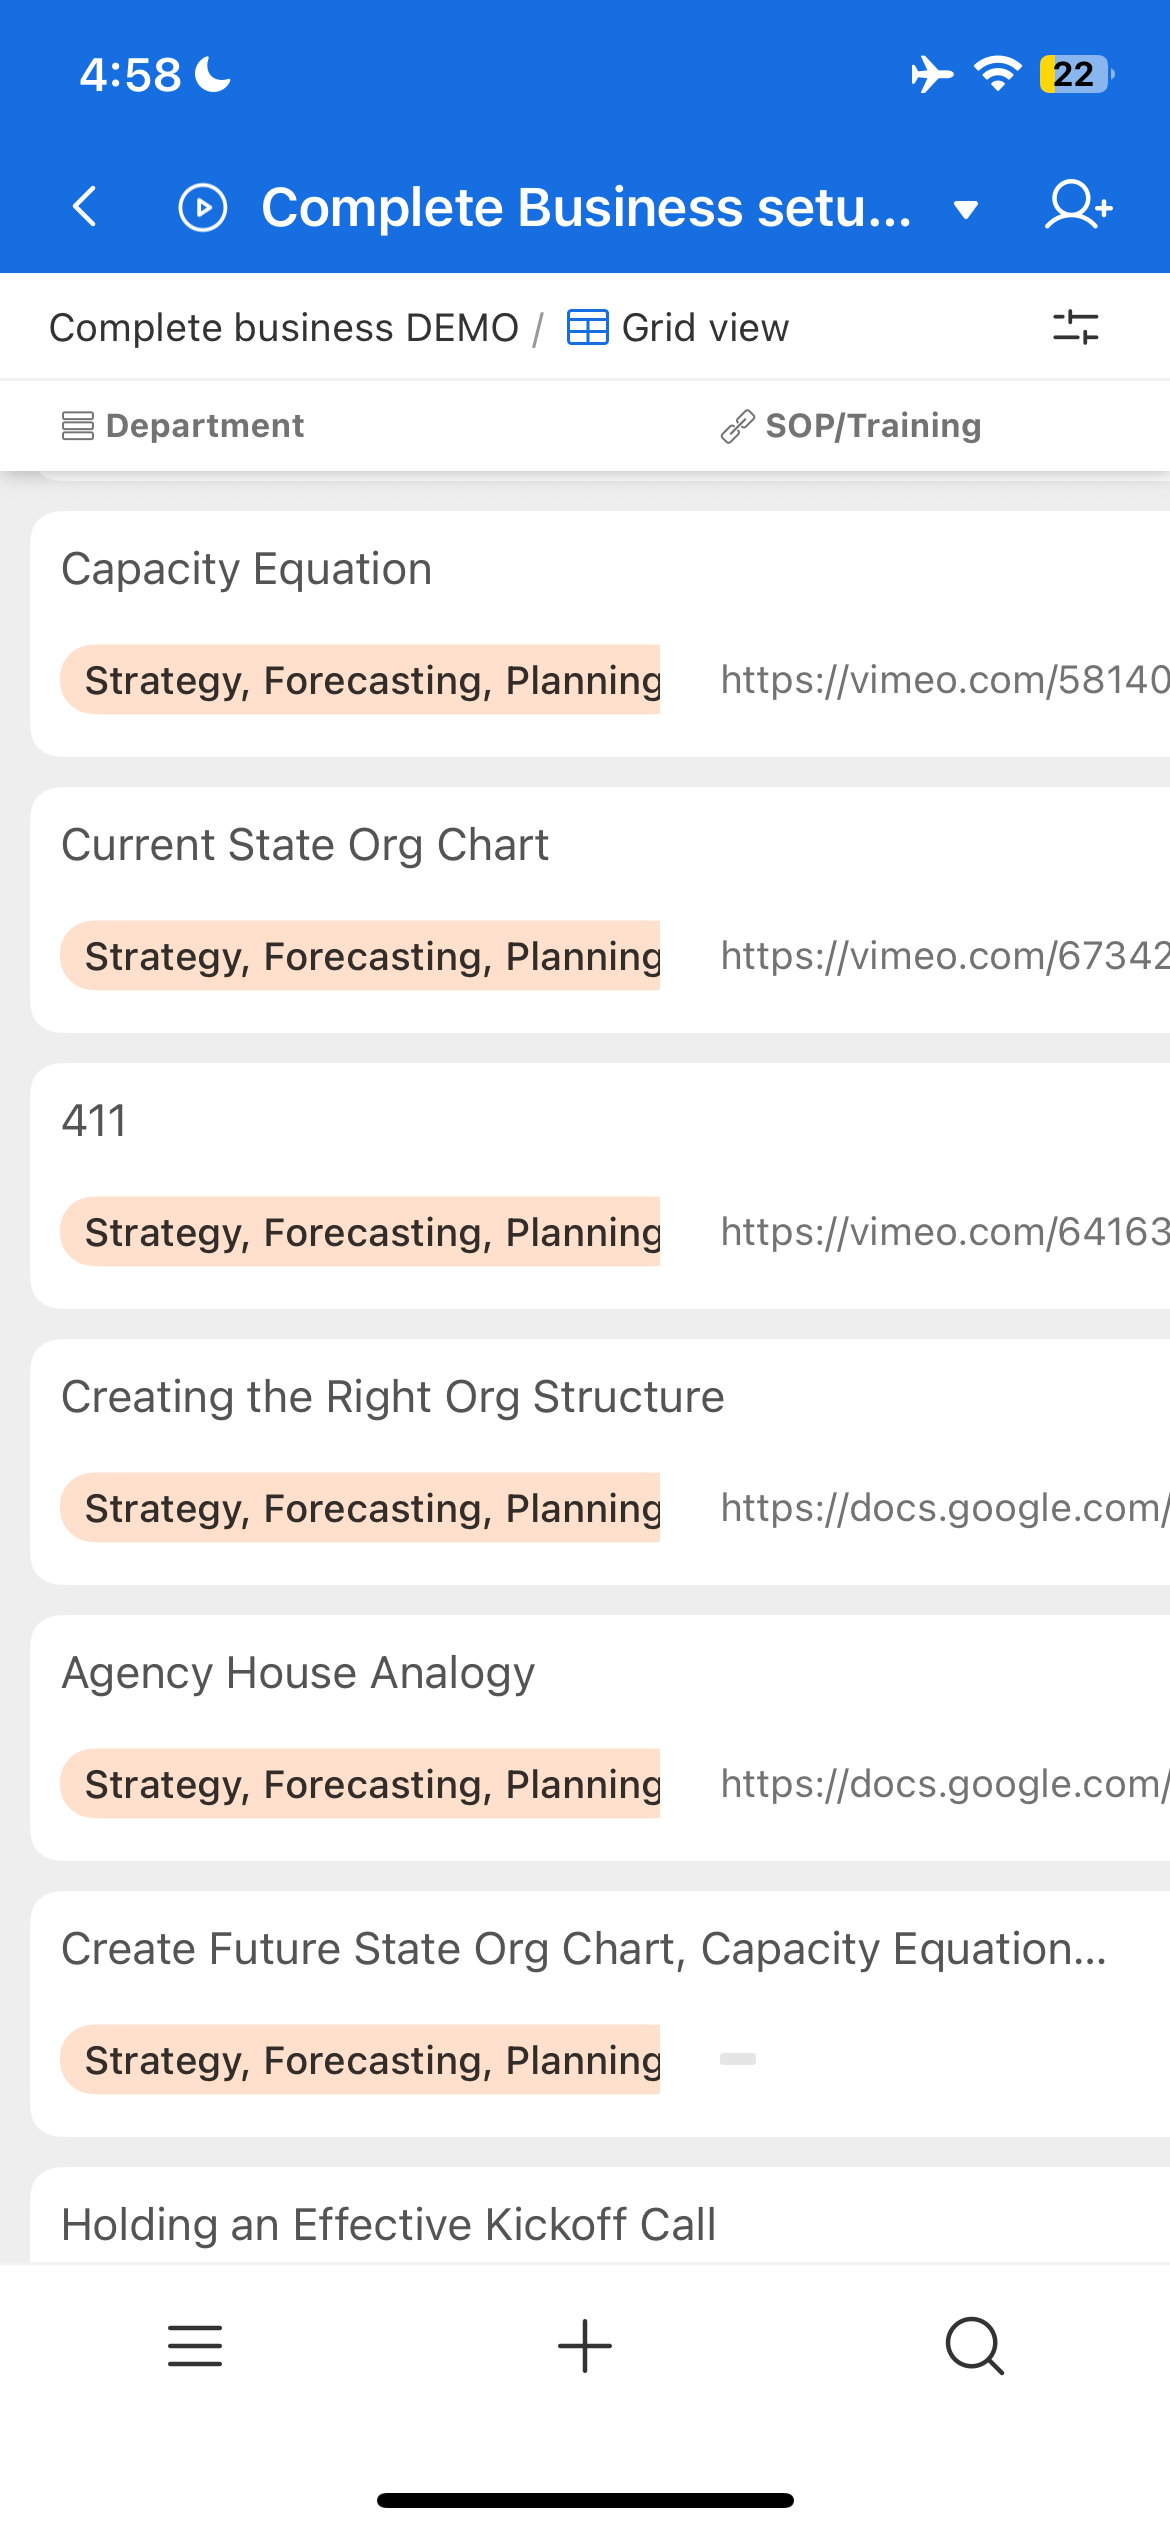 4:58
22
Complete Business setu...
Complete business DEMO / Grid view
Department SOP/Training
Capacity Equation
Strategy, Forecasting, Planning https://vimeo.com/58140
Current State Org Chart
Strategy, Forecasting, Planning https://vimeo.com/67342
411
Strategy, Forecasting, Planning https://vimeo.com/64163
Creating the Right Org Structure
Strategy, Forecasting, Planning https://docs.google.com/
Agency House Analogy
Strategy, Forecasting, Planning https://docs.google.com/
Create Future State Org Chart, Capacity Equation...
Strategy, Forecasting, Planning
Holding an Effective Kickoff Call